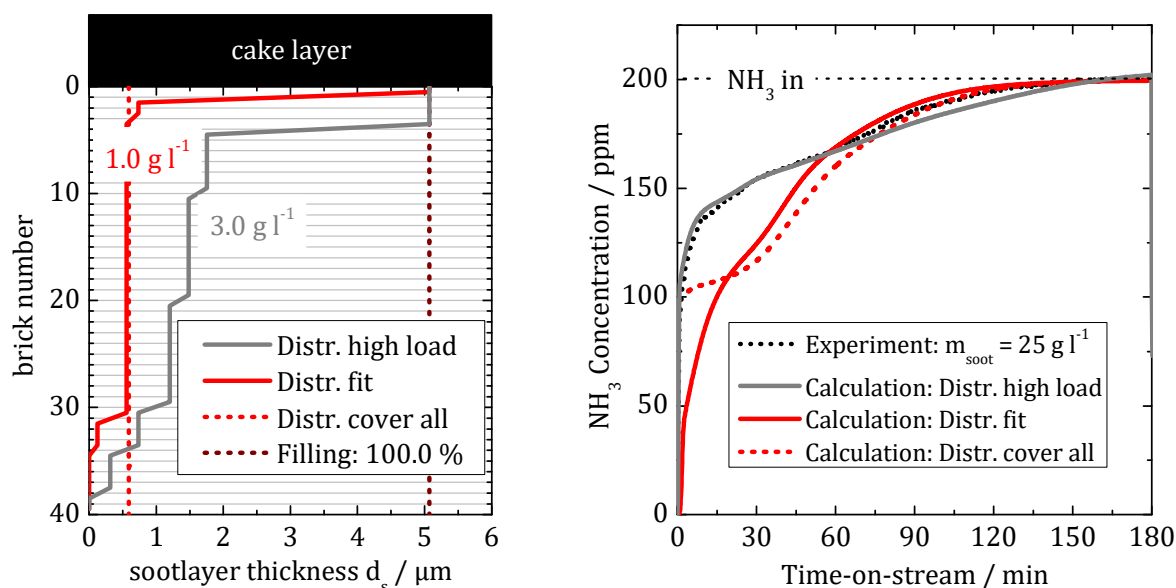 cake layer
0
10
20
30
40
brick number
1.0 g l⁻¹
3.0 g l⁻¹
Distr. high load
Distr. fit
Distr. cover all
Filling: 100.0 %
0 1 2 3 4 5 6
sootlayer thickness dₛ / μm
200
150
100
50
0
NH₃ Concentration / ppm
NH₃ in
Experiment: mₛₒₒₜ = 25 g l⁻¹
Calculation: Distr. high load
Calculation: Distr. fit
Calculation: Distr. cover all
0 30 60 90 120 150 180
Time-on-stream / min